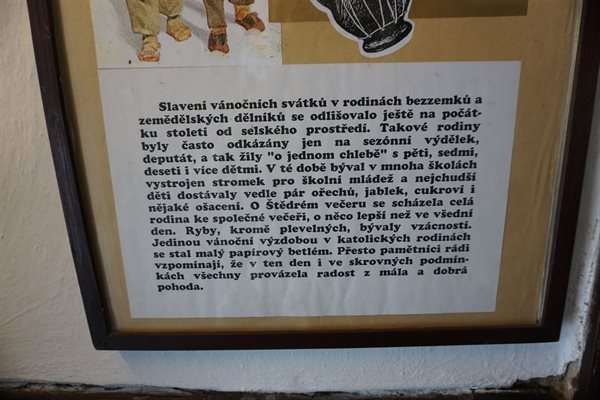 Slavení vánočních svátků v rodinách bezzemků a
zemědělských dělníků se odlišovalo ještě na počát-
ku století od selského prostředí. Takové rodiny
byly často odkázány jen na sezónní výdělek,
deputát, a tak žily "o jednom chlebě" s pěti, sedmi,
deseti i více dětmi. V té době býval v mnoha školách
vystrojen stromek pro školní mládež a nejchudší
děti dostávaly vedle pár ořechů, jablek, cukroví i
nějaké ošacení. O Štědrém večeru se scházela celá
rodina ke společné večeři, o něco lepší než ve všední
den. Ryby, kromě plevelných, bývaly vzácností.
Jedinou vánoční výzdobou v katolických rodinách
se stal malý papírový betlém. Přesto pamětníci rádi
vzpomínají, že v ten den i ve skrovných podmín-
kách všechny provázela radost z mála a dobrá
pohoda.